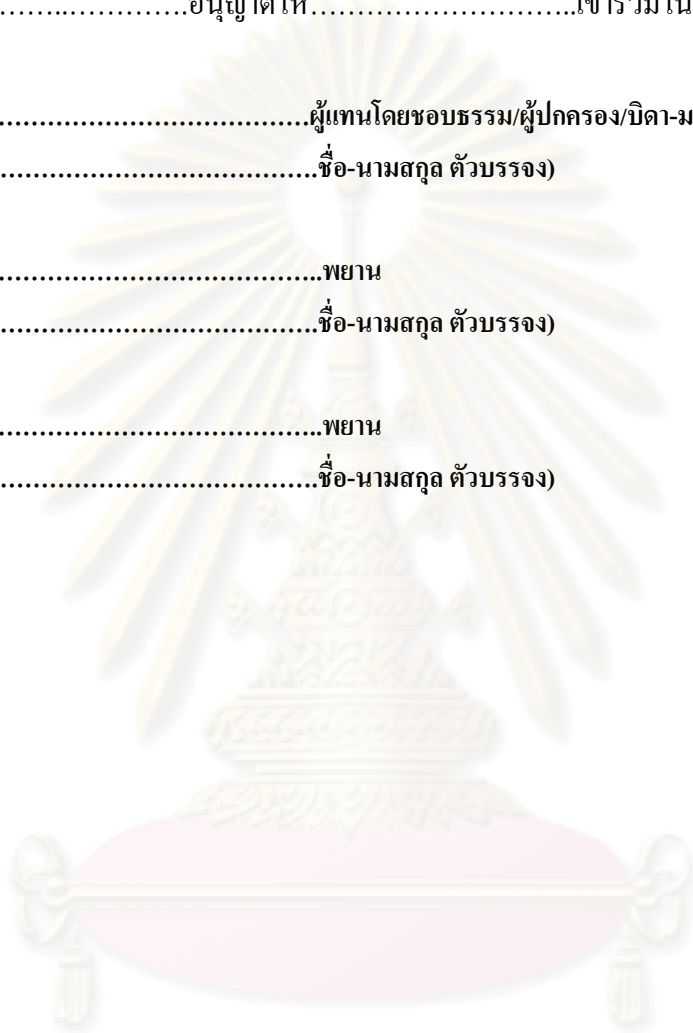 ……..…………อนุญาตให้………………………..เข้าร่วมใน
………………………………ผู้แทนโดยชอบธรรม/ผู้ปกครอง/บิดา-ม
……………………………….ชื่อ-นามสกุล ตัวบรรจง)
………………………………..พยาน
……………………………….ชื่อ-นามสกุล ตัวบรรจง)
………………………………..พยาน
……………………………….ชื่อ-นามสกุล ตัวบรรจง)